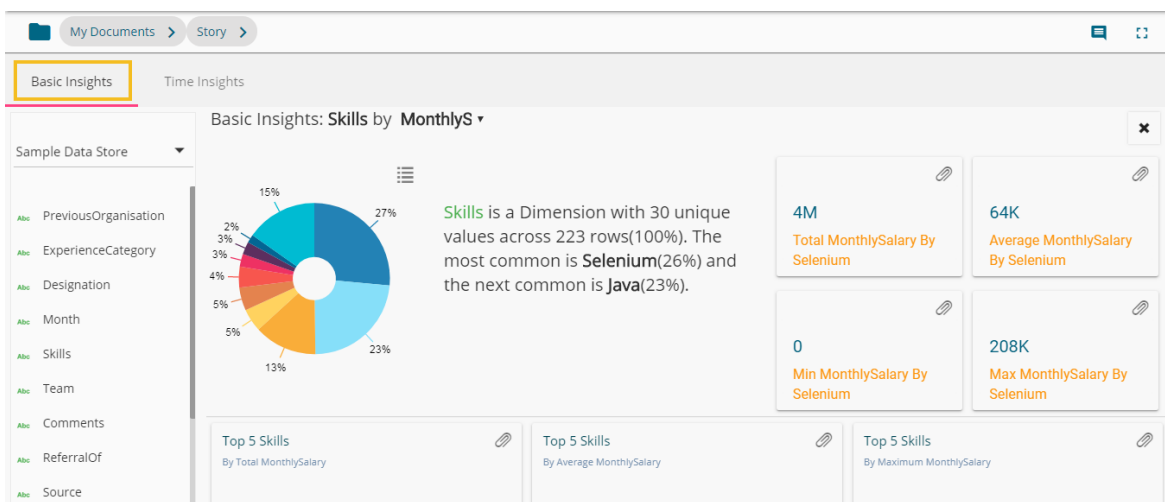 My Documents
Story
Basic Insights
Time Insights
Sample Data Store
Abc PreviousOrganisation
Abc ExperienceCategory
Abc Designation
Abc Month
Abc Skills
Abc Team
Abc Comments
Abc ReferralOf
Abc Source
Basic Insights: Skills by MonthlyS
15%
27%
2%
3%
3%
4%
5%
5%
13%
23%
Skills is a Dimension with 30 unique
values across 223 rows(100%). The
most common is Selenium(26%) and
the next common is Java(23%).
4M
Total MonthlySalary By
Selenium
64K
Average MonthlySalary
By Selenium
0
Min MonthlySalary By
Selenium
208K
Max MonthlySalary By
Selenium
Top 5 Skills
By Total MonthlySalary
Top 5 Skills
By Average MonthlySalary
Top 5 Skills
By Maximum MonthlySalary